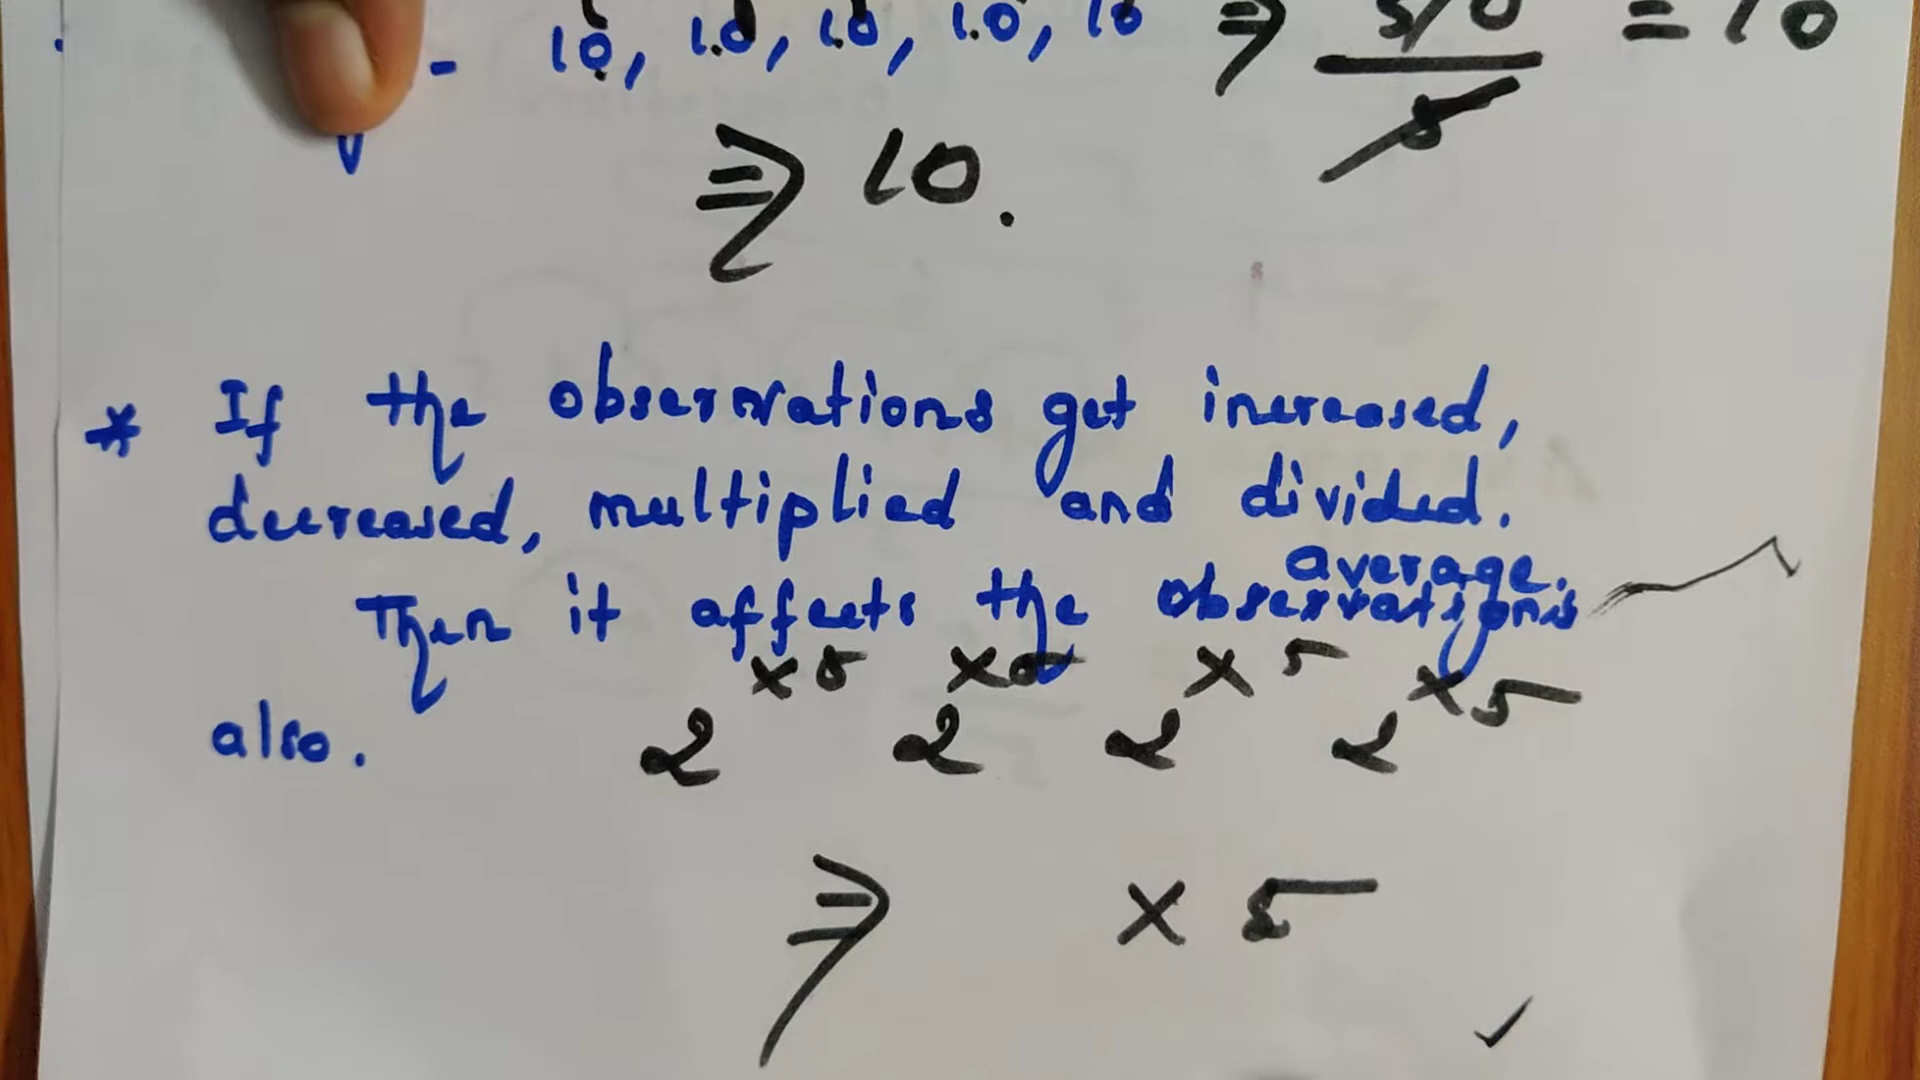 - 10, 10, 10, 10, 10 ⇒ 50/5 = 10
⇒ 10.
* If the observations get increased,
decreased, multiplied and divided.
average.
Then it affects the observations
×5 ×5 ×5 ×5
also. 2 2 2 2
⇒ ×5